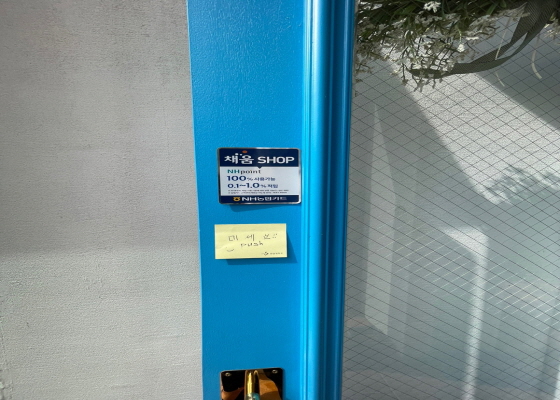 채움 SHOP
NHpoint
100% 사용가능
0.1~1.0% 적립
NH농협카드
미세요
push